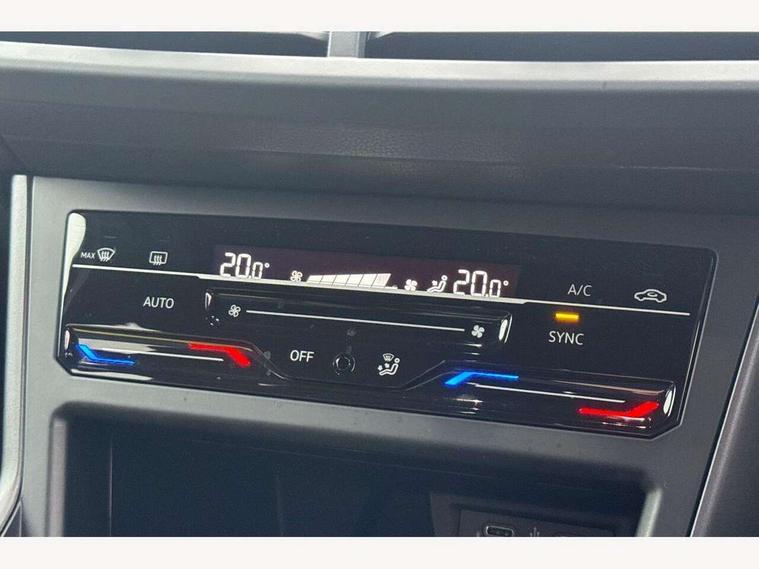 MAX
20.0° 20.0°
A/C
AUTO
SYNC
OFF